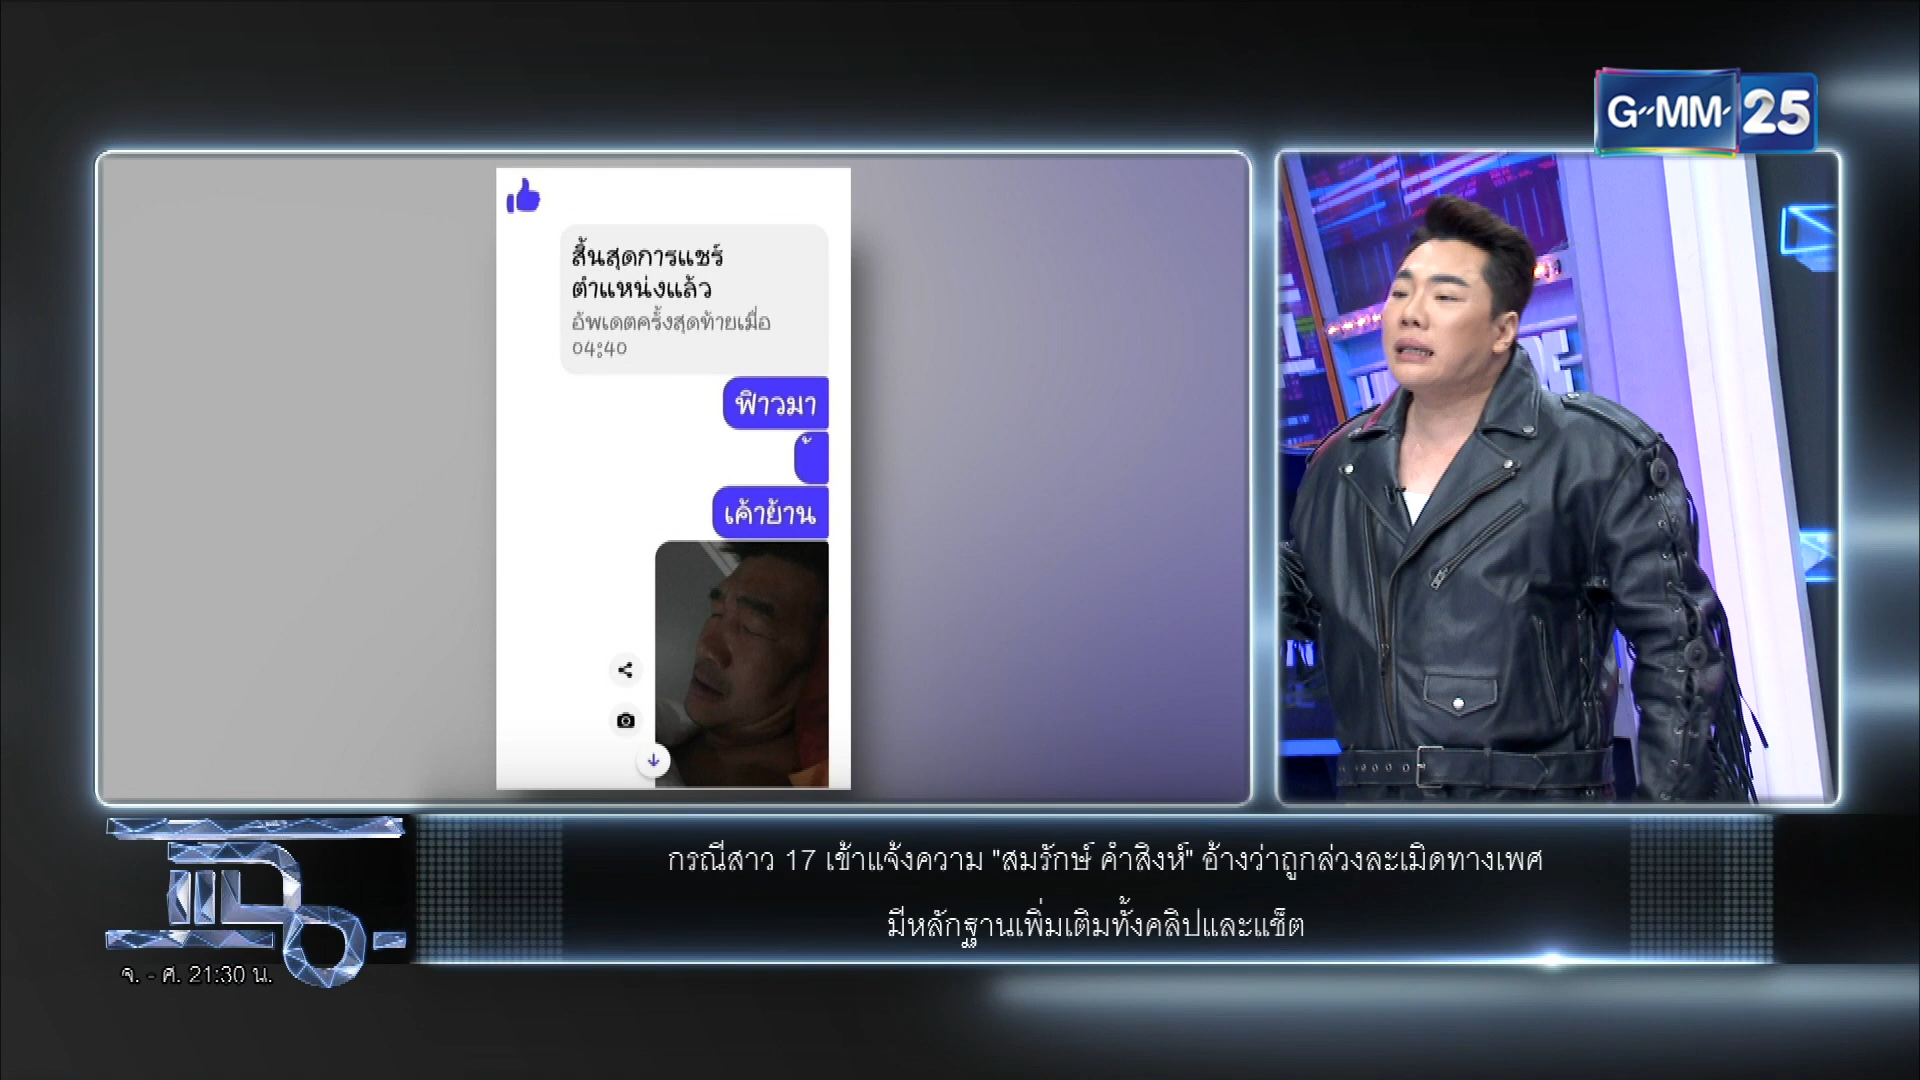 GMM 25
สิ้นสุดการแชร์
ตำแหน่งแล้ว
อัพเดตครั้งสุดท้ายเมื่อ
04:40
ฟิาวมา
เค้าย้าน
กรณีสาว 17 เข้าแจ้งความ "สมรักษ์ คำสิงห์" อ้างว่าถูกล่วงละเมิดทางเพศ
มีหลักฐานเพิ่มเติมทั้งคลิปและแช็ต
แฉ
จ. - ศ. 21:30 น.